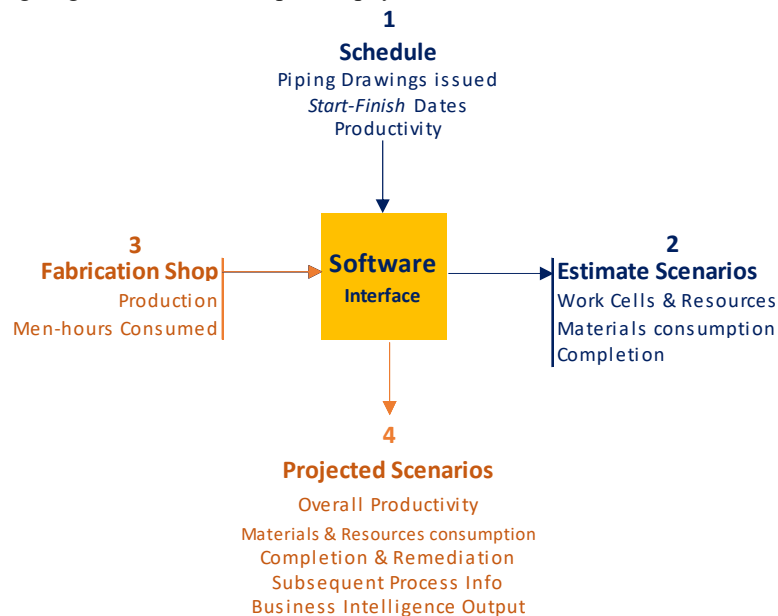 1
Schedule
Piping Drawings issued
Start-Finish Dates
Productivity
3
Fabrication Shop
Production
Men-hours Consumed
Software
Interface
2
Estimate Scenarios
Work Cells & Resources
Materials consumption
Completion
4
Projected Scenarios
Overall Productivity
Materials & Resources consumption
Completion & Remediation
Subsequent Process Info
Business Intelligence Output